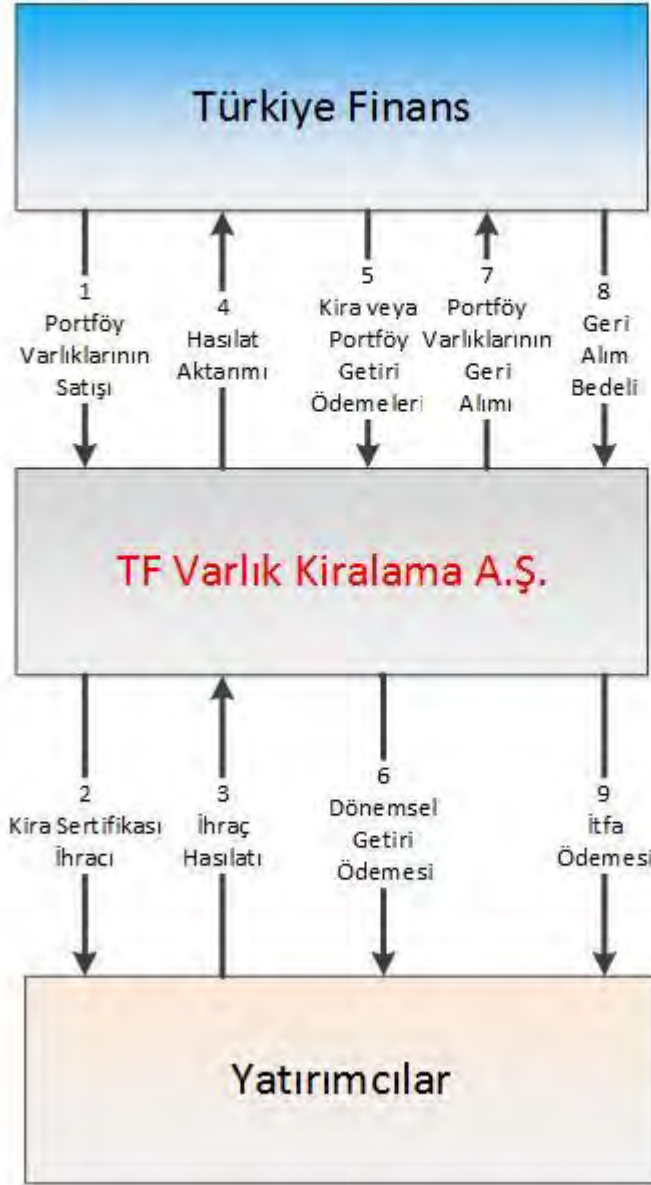 Türkiye Finans
1
Portföy
Varlıklarının
Satışı
4
Hasılat
Aktarımı
5
Kira veya
Portföy
Getiri
Ödemeleri
7
Portföy
Varlıklarının
Geri
Alımı
8
Geri
Alım
Bedeli
TF Varlık Kiralama A.Ş.
2
Kira Sertifikası
İhracı
3
İhraç
Hasılatı
6
Dönemsel
Getiri
Ödemesi
9
İtfa
Ödemesi
Yatırımcılar